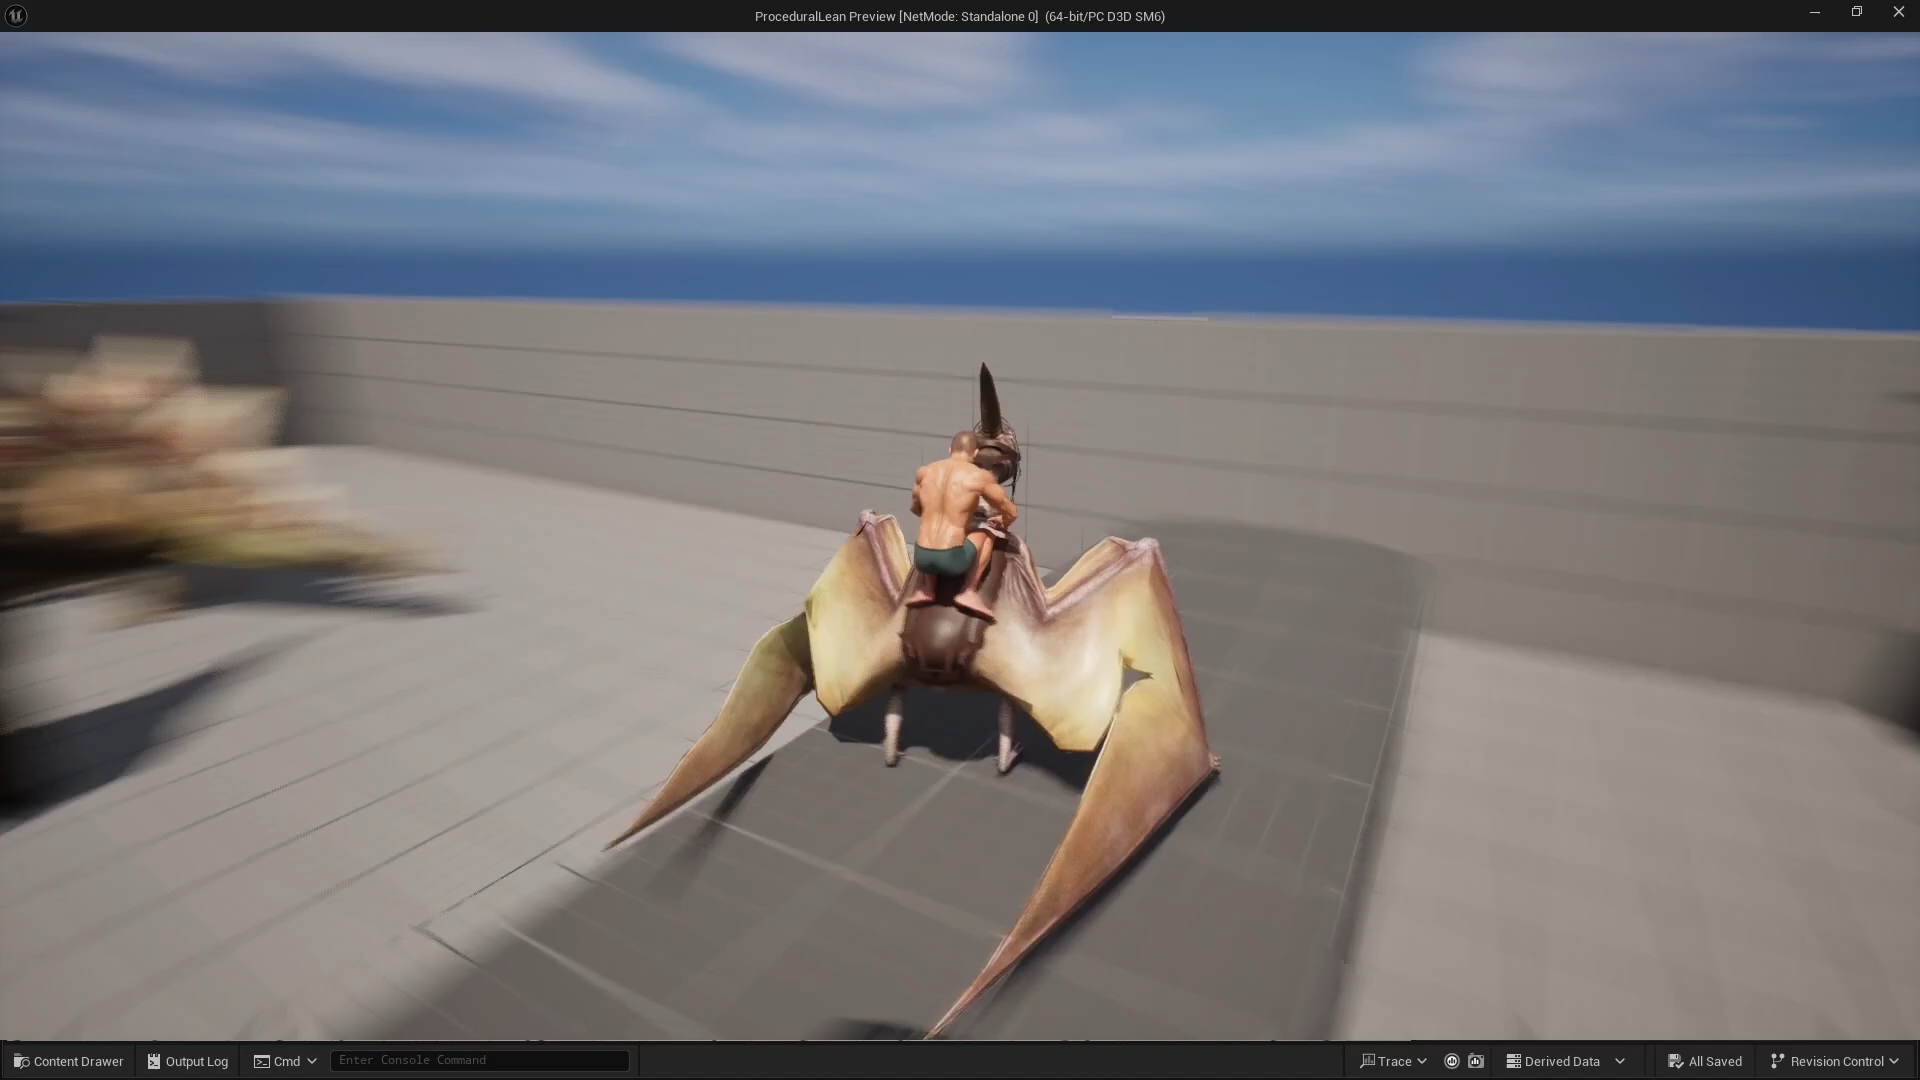 ProceduralLean Preview [NetMode: Standalone 0] (64-bit/PC D3D SM6)
Content Drawer
Output Log
Cmd
Enter Console Command
Trace
Derived Data
All Saved
Revision Control